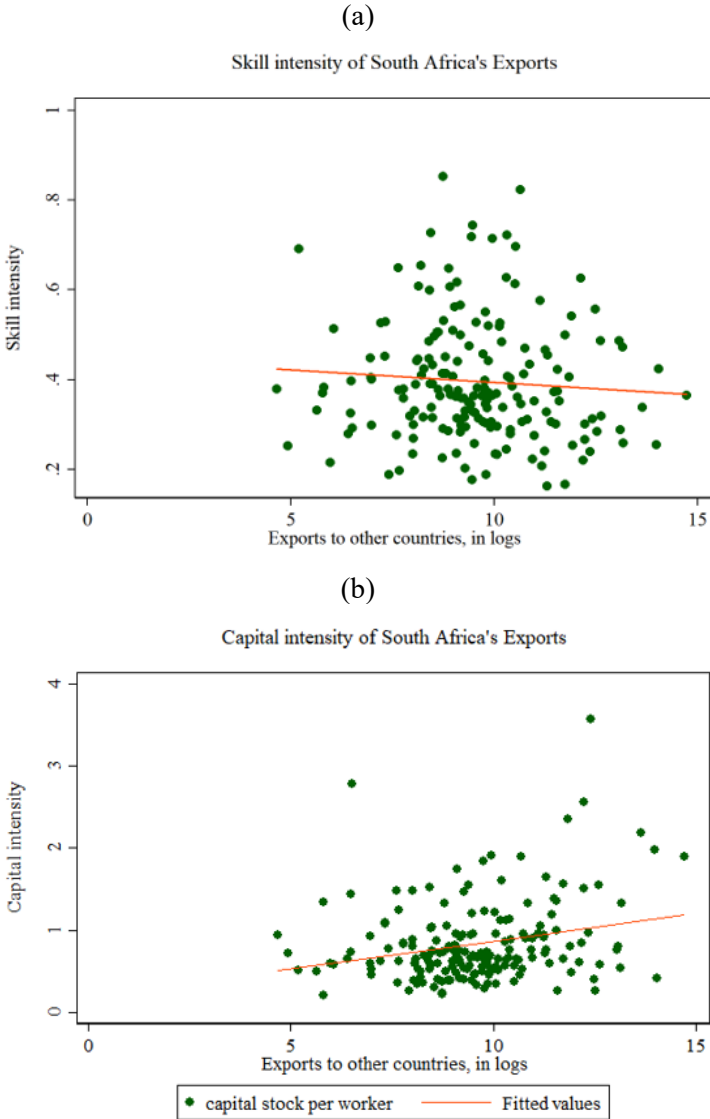 (a)
Skill intensity of South Africa's Exports
Skill intensity
1
.8
.6
.4
.2
0
5
10
15
Exports to other countries, in logs
(b)
Capital intensity of South Africa's Exports
Capital intensity
4
3
2
1
0
0
5
10
15
Exports to other countries, in logs
capital stock per worker
Fitted values